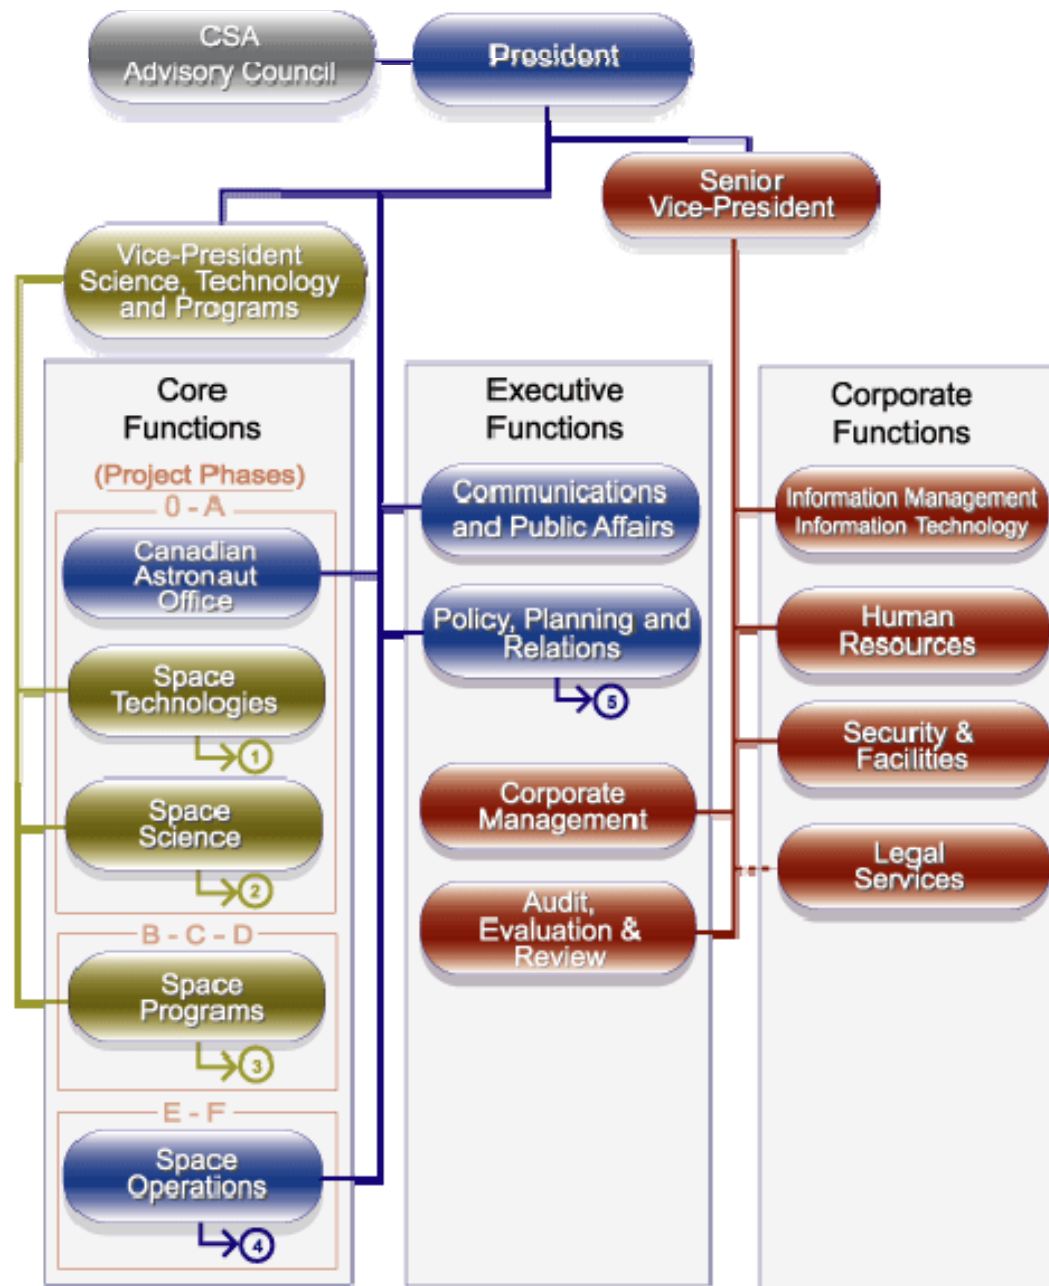 CSA
Advisory Council
President
Senior
Vice-President
Vice-President
Science, Technology
and Programs
Core
Functions
(Project Phases)
0 - A
Canadian
Astronaut
Office
Space
Technologies
1
Space
Science
2
B - C - D
Space
Programs
3
E - F
Space
Operations
4
Executive
Functions
Communications
and Public Affairs
Policy, Planning and
Relations
5
Corporate
Management
Audit,
Evaluation &
Review
Corporate
Functions
Information Management
Information Technology
Human
Resources
Security &
Facilities
Legal
Services